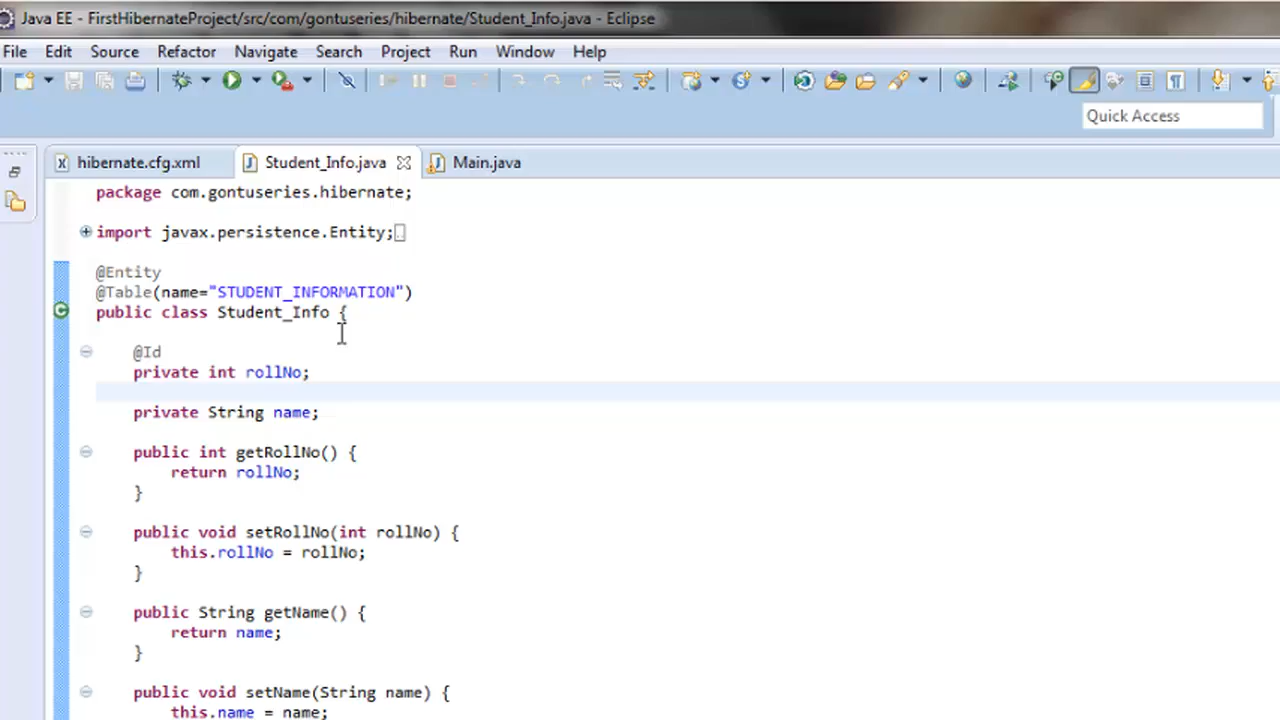 Java EE - FirstHibernateProject/src/com/gontuseries/hibernate/Student_Info.java - Eclipse
File Edit Source Refactor Navigate Search Project Run Window Help
Quick Access
hibernate.cfg.xml Student_Info.java Main.java
package com.gontuseries.hibernate;
import javax.persistence.Entity;
@Entity
@Table(name="STUDENT_INFORMATION")
public class Student_Info {
@Id
private int rollNo;
private String name;
public int getRollNo() {
return rollNo;
}
public void setRollNo(int rollNo) {
this.rollNo = rollNo;
}
public String getName() {
return name;
}
public void setName(String name) {
this.name = name;